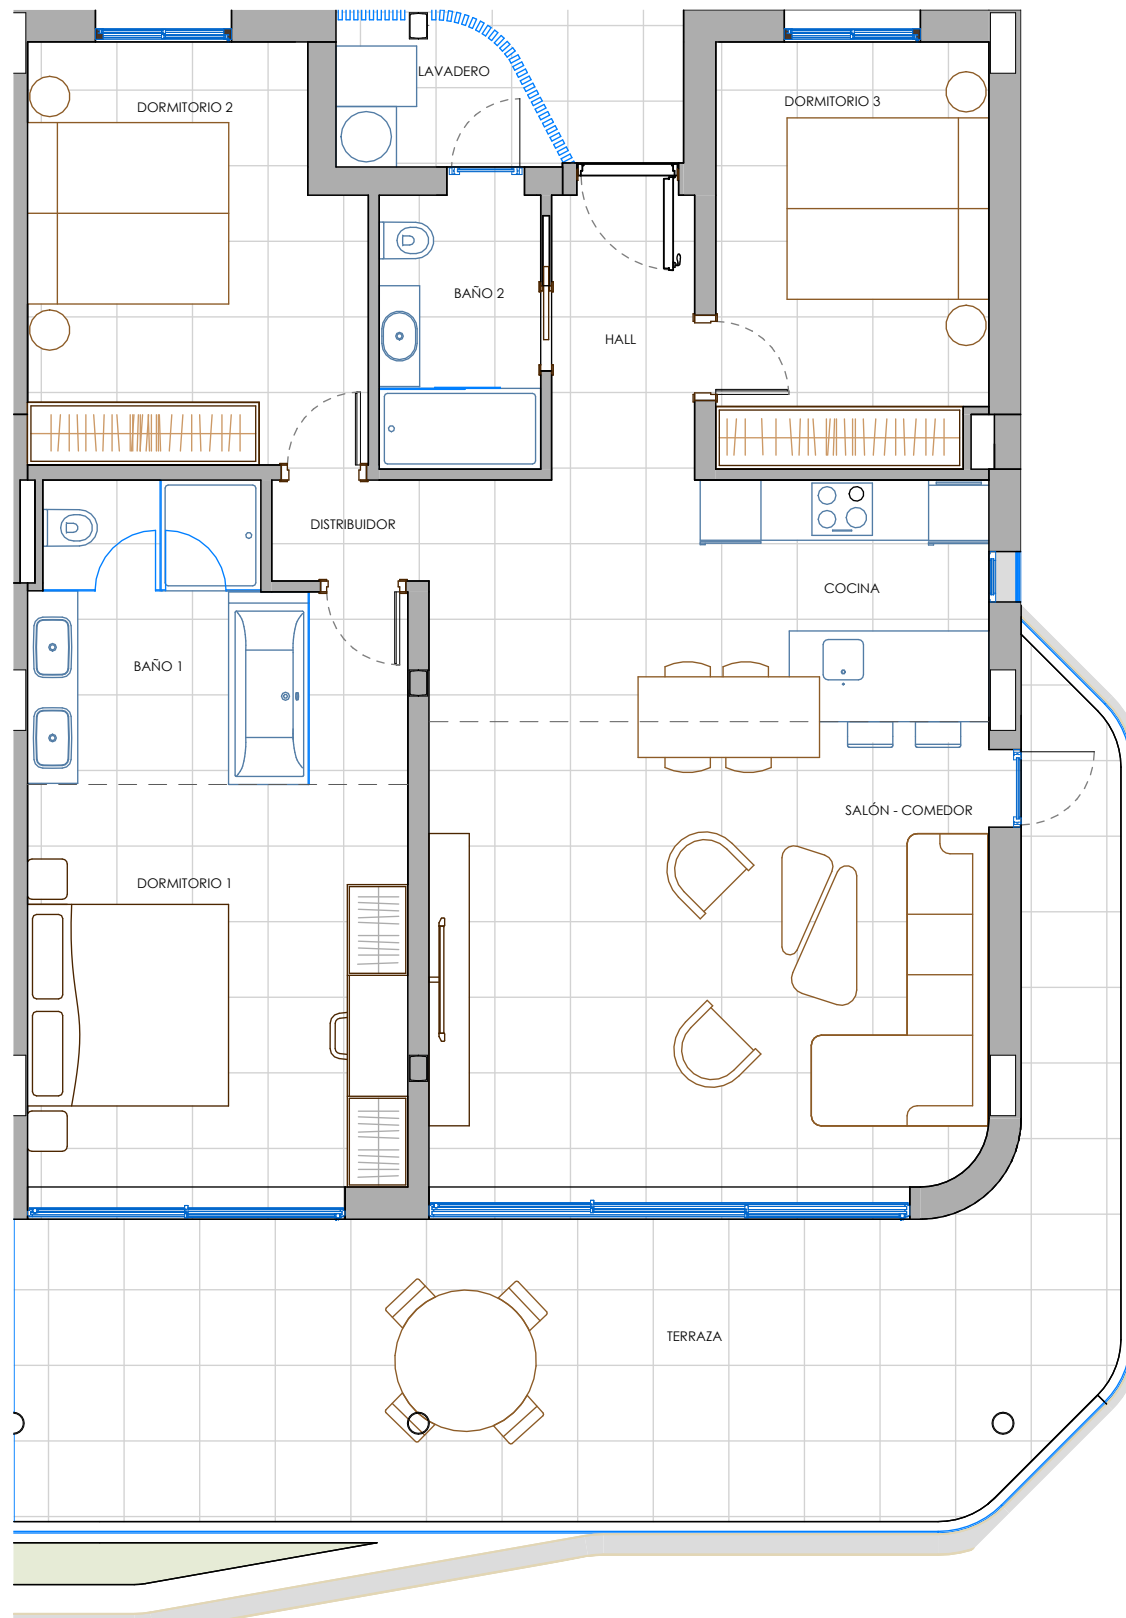 LAVADERO
DORMITORIO 2
DORMITORIO 3
BAÑO 2
HALL
DISTRIBUIDOR
COCINA
BAÑO 1
SALÓN - COMEDOR
DORMITORIO 1
TERRAZA